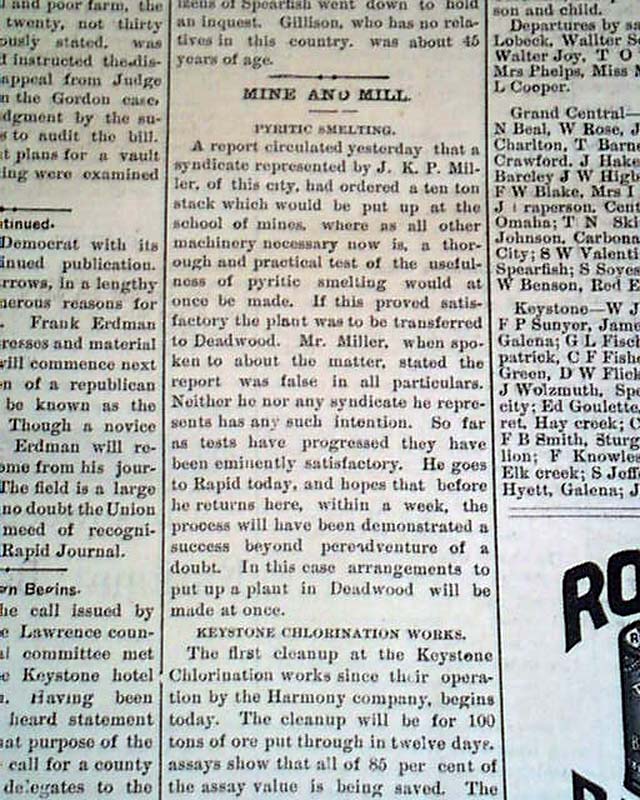 and poor farm, the
twenty, not thirty
ously stated, was
d instructed the dis-
appeal from Judge
n the Gordon case,
dgment by the su-
s to audit the bill.
t plans for a vault
ing were examined
tinued.
Democrat with its
inued publication.
rrows, in a lengthy
nerous reasons for
Frank Erdman
resses and material
vill commence next
n of a republican
be known as the
Though a novice
Erdman will re-
ome from his jour-
The field is a large
no doubt the Union
meed of recogni-
Rapid Journal.
n Begins.
he call issued by
e Lawrence coun-
al committee met
e Keystone hotel
Having been
heard statement
hat purpose of the
call for a county
delegates to the
izens of Spearfish went down to hold
an inquest. Gillison, who has no rela-
tives in this country, was about 45
years of age.
MINE AND MILL.
PYRITIC SMELTING.
A report circulated yesterday that a
syndicate represented by J. K. P. Mil-
ler, of this city, had ordered a ten ton
stack which would be put up at the
school of mines, where as all other
machinery necessary now is, a thor-
ough and practical test of the useful-
ness of pyritic smelting would at
once be made. If this proved satis-
factory the plant was to be transferred
to Deadwood. Mr. Miller, when spo-
ken to about the matter, stated the
report was false in all particulars.
Neither he nor any syndicate he repre-
sents has any such intention. So far
as tests have progressed they have
been eminently satisfactory. He goes
to Rapid today, and hopes that before
he returns here, within a week, the
process will have been demonstrated a
success beyond peradventure of a
doubt. In this case arrangements to
put up a plant in Deadwood will be
made at once.
KEYSTONE CHLORINATION WORKS.
The first cleanup at the Keystone
Chlorination works since their opera-
tion by the Harmony company, begins
today. The cleanup will be for 100
tons of ore put through in twelve days.
assays show that all of 85 per cent of
the assay value is being saved. The
son and child.
Departures by s
Lobeck, Wallter S
Walter Joy, T O
Mrs Phelps, Miss
L Cooper.
Grand Central—
N Beal, W Rose, J
Charlton, T Barn
Crawford, J Hake
Barcley J W Higb
F W Blake, Mrs I
J raperson, Cent
Omaha; T N Ski
Johnson, Carbona
City; S W Valenti
Spearfish; S Soyes
W Benson, Red E
Keystone—W J
F P Sunyor, Jame
Galena; G L Fisch
patrick, C F Fishe
Green, D W Flick
J Wolzmuth, Spe
city; Ed Goulette,
ret, Hay creek; C
F B Smith, Sturg
lion; F Knowles
Elk creek; S Jeff
Hyett, Galena; J
RO